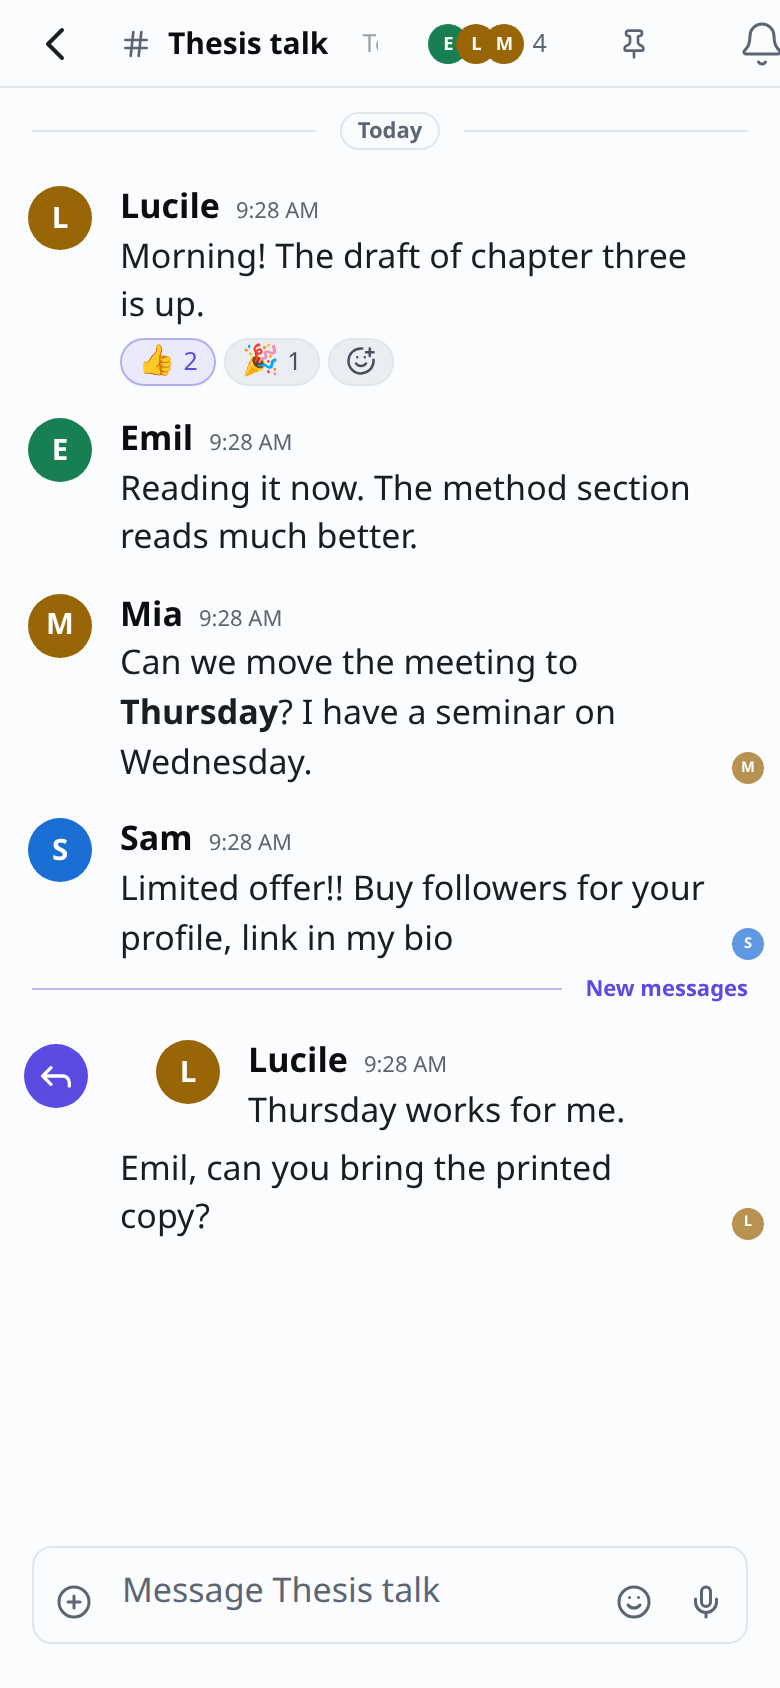 # Thesis talk E L M 4
Today
L Lucile 9:28 AM
Morning! The draft of chapter three
is up.
👍 2 🎉 1
E Emil 9:28 AM
Reading it now. The method section
reads much better.
M Mia 9:28 AM
Can we move the meeting to
Thursday? I have a seminar on
Wednesday. M
S Sam 9:28 AM
Limited offer!! Buy followers for your
profile, link in my bio S
New messages
L Lucile 9:28 AM
Thursday works for me.
Emil, can you bring the printed
copy? L
Message Thesis talk